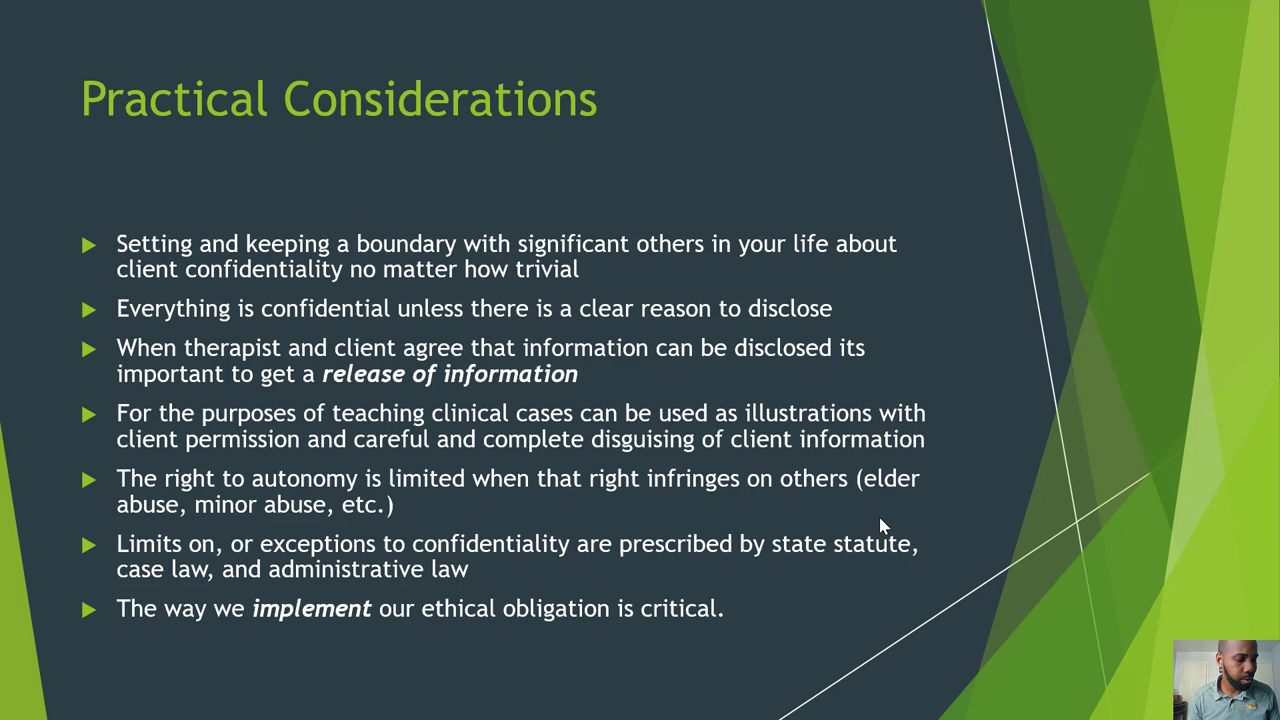 Practical Considerations
Setting and keeping a boundary with significant others in your life about
client confidentiality no matter how trivial
Everything is confidential unless there is a clear reason to disclose
When therapist and client agree that information can be disclosed its
important to get a release of information
For the purposes of teaching clinical cases can be used as illustrations with
client permission and careful and complete disguising of client information
The right to autonomy is limited when that right infringes on others (elder
abuse, minor abuse, etc.)
Limits on, or exceptions to confidentiality are prescribed by state statute,
case law, and administrative law
The way we implement our ethical obligation is critical.